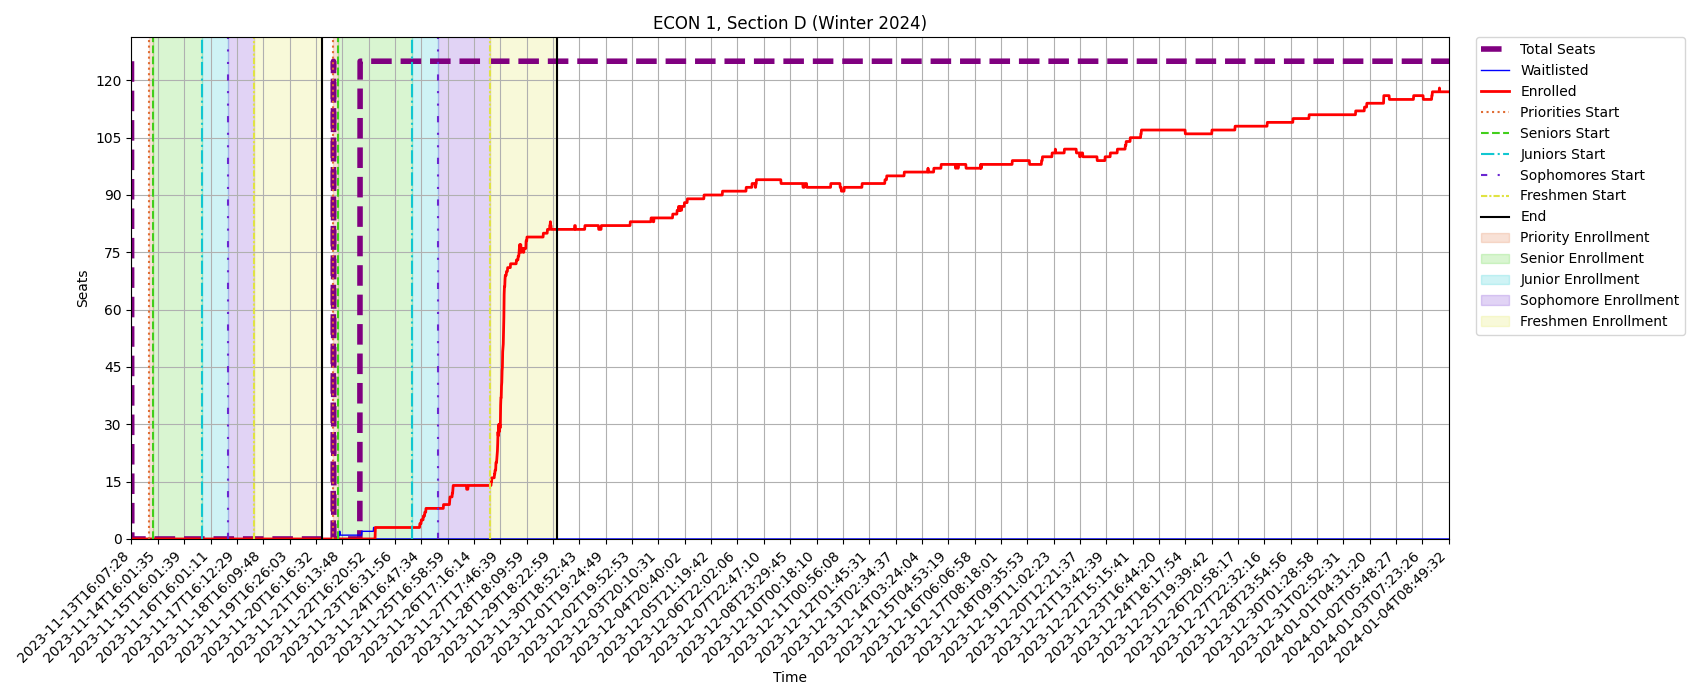 ECON 1, Section D (Winter 2024)
Seats
120
105
90
75
60
45
30
15
0
2023-11-13T16:07:28
2023-11-14T16:01:35
2023-11-15T16:01:39
2023-11-16T16:01:11
2023-11-17T16:12:29
2023-11-18T16:09:48
2023-11-19T16:26:03
2023-11-20T16:16:32
2023-11-21T16:13:48
2023-11-22T16:20:52
2023-11-23T16:31:56
2023-11-24T16:47:34
2023-11-25T16:58:59
2023-11-26T17:16:14
2023-11-27T17:46:39
2023-11-28T18:09:59
2023-11-29T18:22:59
2023-11-30T18:52:43
2023-12-01T19:24:49
2023-12-02T19:52:53
2023-12-03T20:10:31
2023-12-04T20:40:02
2023-12-05T21:19:42
2023-12-06T22:02:06
2023-12-07T22:47:10
2023-12-08T23:29:45
2023-12-10T00:18:10
2023-12-11T00:56:08
2023-12-12T01:45:31
2023-12-13T02:34:37
2023-12-14T03:24:04
2023-12-15T04:53:19
2023-12-16T06:06:58
2023-12-17T08:18:01
2023-12-18T09:35:53
2023-12-19T11:02:23
2023-12-20T12:21:37
2023-12-21T13:42:39
2023-12-22T15:15:41
2023-12-23T16:44:20
2023-12-24T18:17:54
2023-12-25T19:39:42
2023-12-26T20:58:17
2023-12-27T22:32:16
2023-12-28T23:54:56
2023-12-30T01:28:58
2023-12-31T02:52:31
2024-01-01T04:31:20
2024-01-02T05:48:27
2024-01-03T07:23:26
2024-01-04T08:49:32
Time
Total Seats
Waitlisted
Enrolled
Priorities Start
Seniors Start
Juniors Start
Sophomores Start
Freshmen Start
End
Priority Enrollment
Senior Enrollment
Junior Enrollment
Sophomore Enrollment
Freshmen Enrollment